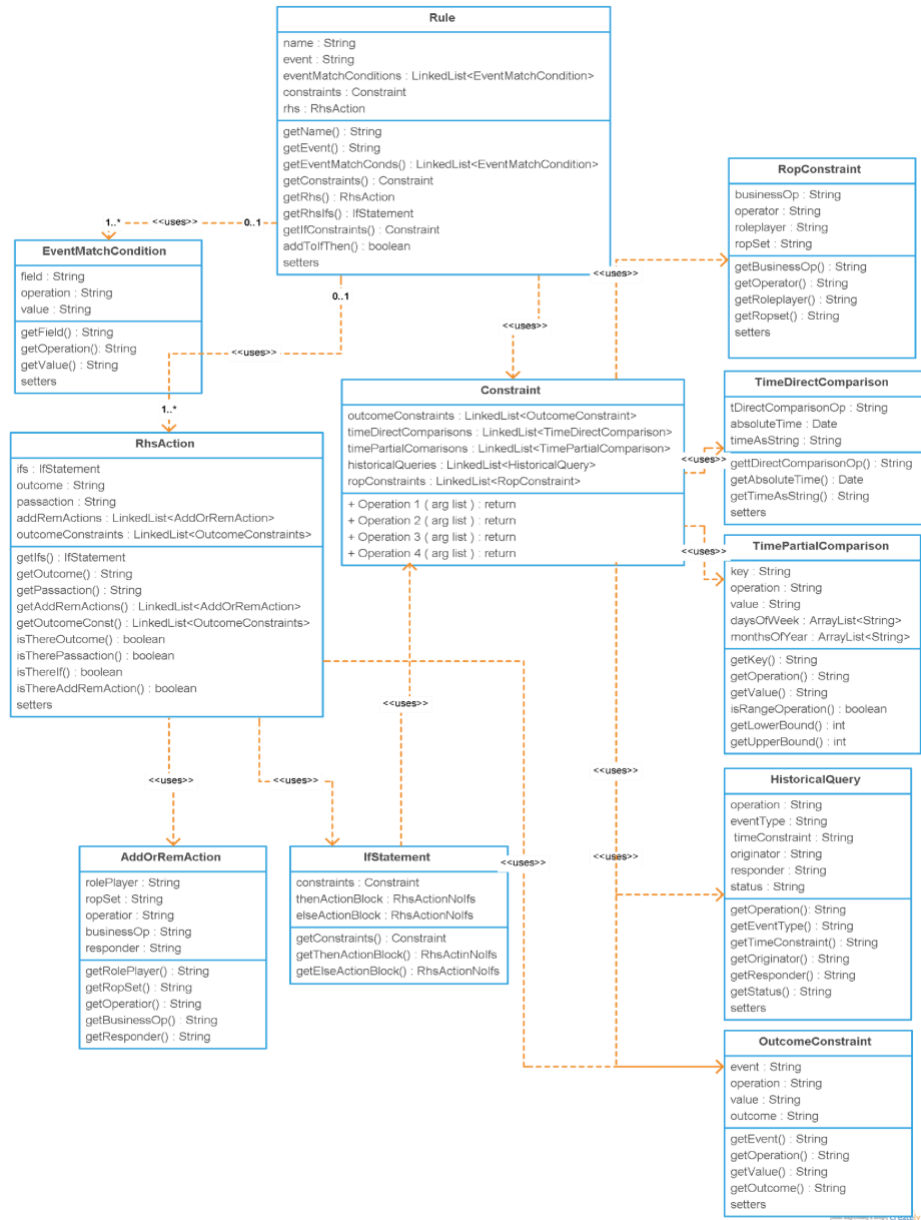 Rule
name : String
event : String
eventMatchConditions : LinkedList<EventMatchCondition>
constraints : Constraint
rhs : RhsAction
getName() : String
getEvent() : String
getEventMatchConds() : LinkedList<EventMatchCondition>
getConstraints() : Constraint
getRhs() : RhsAction
getRhsIfs() : IfStatement
getIfConstraints() : Constraint
addToIfThen() : boolean
setters
1..*
<<uses>>
0..1
EventMatchCondition
field : String
operation : String
value : String
getField() : String
getOperation(): String
getValue() : String
setters
0..1
<<uses>>
1..*
<<uses>>
<<uses>>
RopConstraint
businessOp : String
operator : String
roleplayer : String
ropSet : String
getBusinessOp() : String
getOperator() : String
getRoleplayer() : String
getRopset() : String
setters
Constraint
outcomeConstraints : LinkedList<OutcomeConstraint>
timeDirectComparisons : LinkedList<TimeDirectComparison>
timePartialComarisons : LinkedList<TimePartialComparison>
historicalQueries : LinkedList<HistoricalQuery>
ropConstraints : LinkedList<RopConstraint>
+ Operation 1 ( arg list ) : return
+ Operation 2 ( arg list ) : return
+ Operation 3 ( arg list ) : return
+ Operation 4 ( arg list ) : return
<<uses>>
<<uses>>
TimeDirectComparison
tDirectComparisonOp : String
absoluteTime : Date
timeAsString : String
gettDirectComparisonOp() : String
getAbsoluteTime() : Date
getTimeAsString() : String
setters
RhsAction
ifs : IfStatement
outcome : String
passaction : String
addRemActions : LinkedList<AddOrRemAction>
outcomeConstraints : LinkedList<OutcomeConstraints>
getIfs() : IfStatement
getOutcome() : String
getPassaction() : String
getAddRemActions() : LinkedList<AddOrRemAction>
getOutcomeConst() : LinkedList<OutcomeConstraints>
isThereOutcome() : boolean
isTherePassaction() : boolean
isThereIf() : boolean
isThereAddRemAction() : boolean
setters
TimePartialComparison
key : String
operation : String
value : String
daysOfWeek : ArrayList<String>
monthsOfYear : ArrayList<String>
getKey() : String
getOperation() : String
getValue() : String
isRangeOperation() : boolean
getLowerBound() : int
getUpperBound() : int
<<uses>>
<<uses>>
<<uses>>
<<uses>>
<<uses>>
<<uses>>
AddOrRemAction
rolePlayer : String
ropSet : String
operatior : String
businessOp : String
responder : String
getRolePlayer() : String
getRopSet() : String
getOperatior() : String
getBusinessOp() : String
getResponder() : String
IfStatement
constraints : Constraint
thenActionBlock : RhsActionNoIfs
elseActionBlock : RhsActionNoIfs
getConstraints() : Constraint
getThenActionBlock() : RhsActinNoIfs
getElseActionBlock() : RhsActionNoIfs
HistoricalQuery
operation : String
eventType : String
timeConstraint : String
originator : String
responder : String
status : String
getOperation(): String
getEventType() : String
getTimeConstraint() : String
getOriginator() : String
getResponder() : String
getStatus() : String
setters
OutcomeConstraint
event : String
operation : String
value : String
outcome : String
getEvent() : String
getOperation() : String
getValue() : String
getOutcome() : String
setters